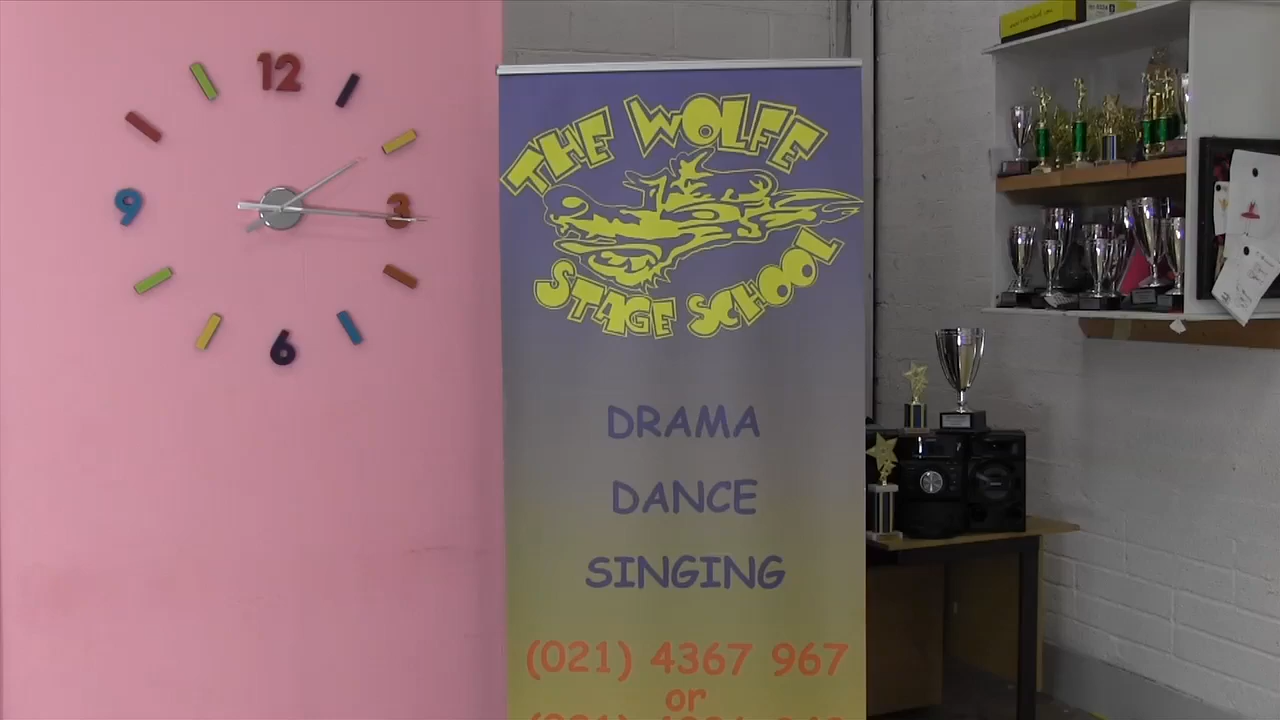 12
9
3
6
THE WOLFE
STAGE SCHOOL
DRAMA
DANCE
SINGING
(021) 4367 967
or